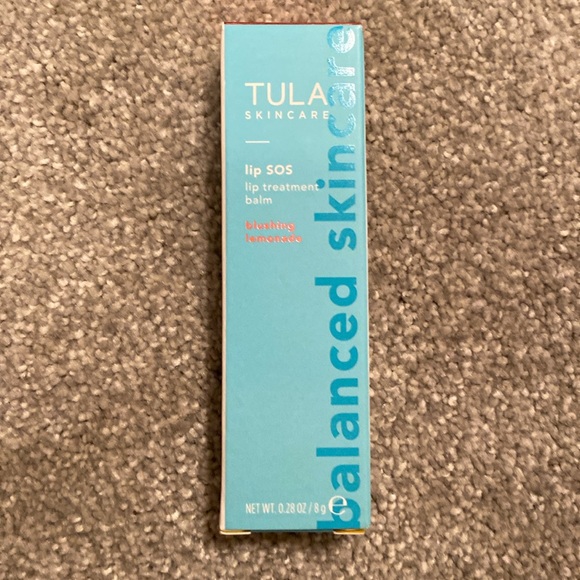 TULA
SKINCARE
lip SOS
lip treatment
balm
blushing
lemonade
NET WT. 0.28 OZ / 8 g e
balanced skincare